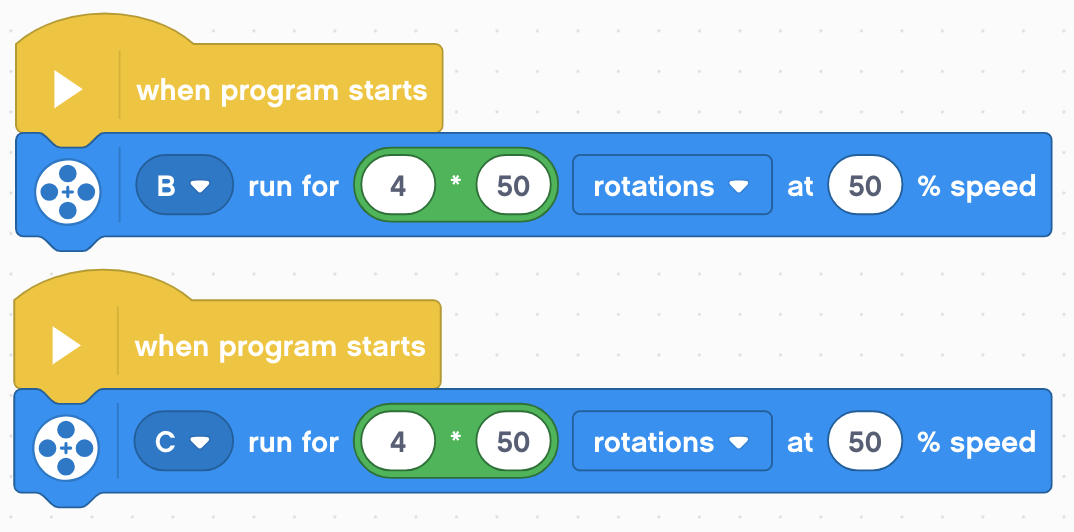 when program starts
B run for 4 * 50 rotations at 50 % speed
when program starts
C run for 4 * 50 rotations at 50 % speed